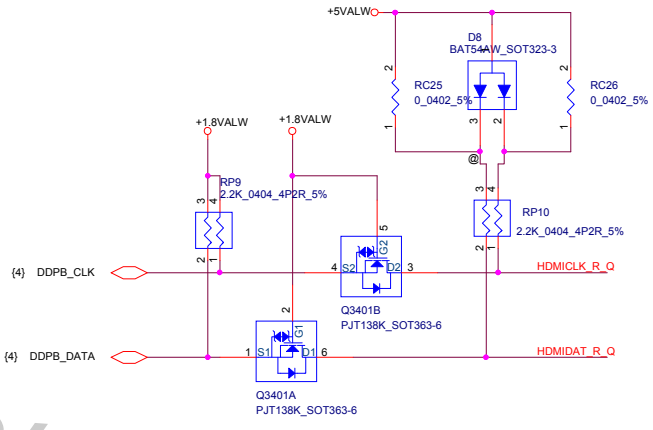 +5VALW
D8
BAT54AW_SOT323-3
1
2
RC25
0_0402_5%
1
3
2
2
RC26
0_0402_5%
1
@
+1.8VALW
+1.8VALW
RP9
2.2K_0404_4P2R_5%
3
4
2
1
3
4
RP10
2.2K_0404_4P2R_5%
2
1
5
G2
{4} DDPB_CLK
4
S2
D2
3
HDMICLK_R_Q
Q3401B
PJT138K_SOT363-6
2
G1
{4} DDPB_DATA
1
S1
D1
6
HDMIDAT_R_Q
Q3401A
PJT138K_SOT363-6